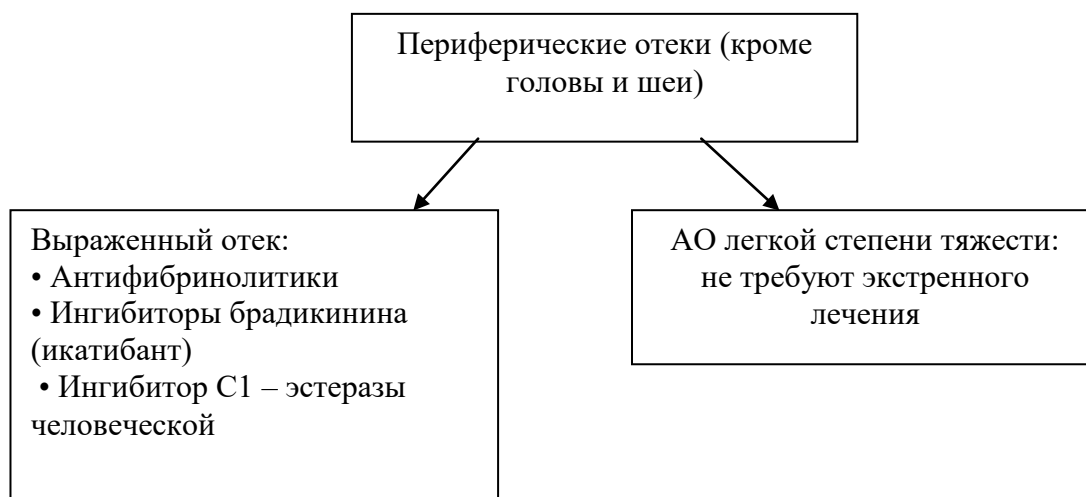 Периферические отеки (кроме
головы и шеи)
Выраженный отек:
• Антифибринолитики
• Ингибиторы брадикинина
(икатибант)
• Ингибитор С1 – эстеразы
человеческой
АО легкой степени тяжести:
не требуют экстренного
лечения